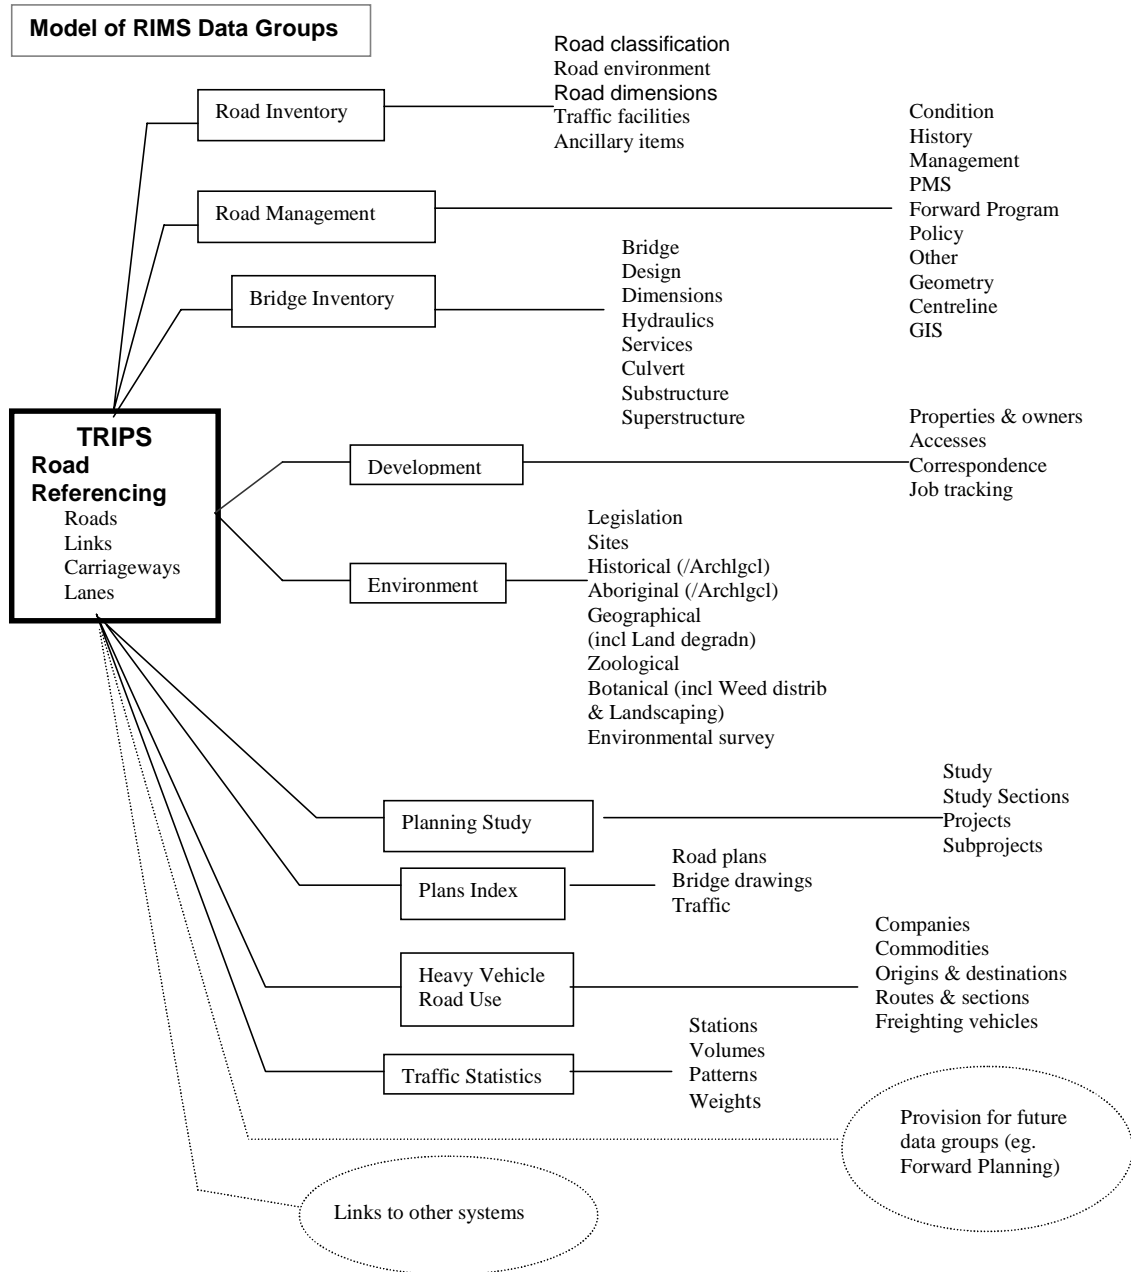 Model of RIMS Data Groups
Road Inventory
Road classification
Road environment
Road dimensions
Traffic facilities
Ancillary items
Road Management
Condition
History
Management
PMS
Forward Program
Policy
Other
Geometry
Centreline
GIS
Bridge Inventory
Bridge
Design
Dimensions
Hydraulics
Services
Culvert
Substructure
Superstructure
TRIPS
Road
Referencing
Roads
Links
Carriageways
Lanes
Development
Properties & owners
Accesses
Correspondence
Job tracking
Environment
Legislation
Sites
Historical (/Archlgcl)
Aboriginal (/Archlgcl)
Geographical
(incl Land degradn)
Zoological
Botanical (incl Weed distrib
& Landscaping)
Environmental survey
Planning Study
Study
Study Sections
Projects
Subprojects
Plans Index
Road plans
Bridge drawings
Traffic
Heavy Vehicle
Road Use
Companies
Commodities
Origins & destinations
Routes & sections
Freighting vehicles
Traffic Statistics
Stations
Volumes
Patterns
Weights
Provision for future
data groups (eg.
Forward Planning)
Links to other systems